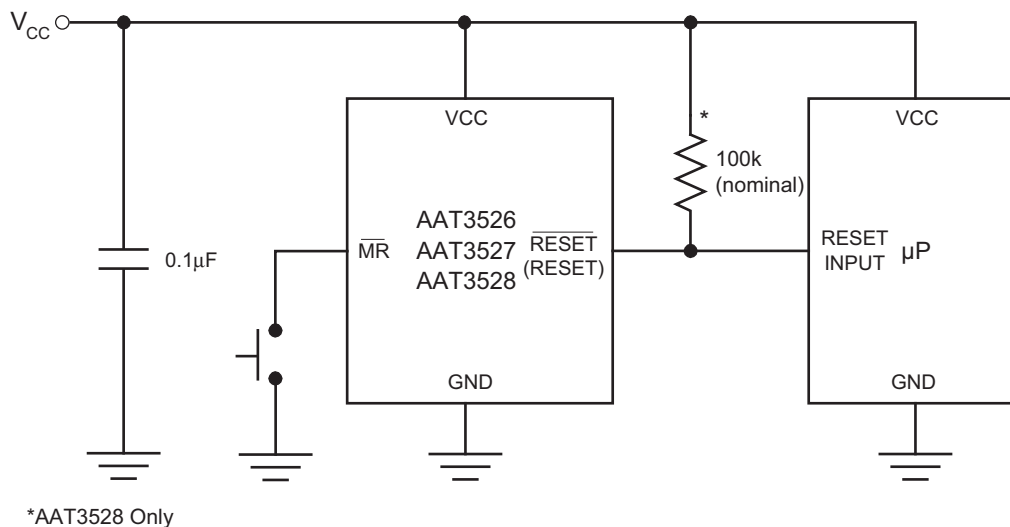 VCC
VCC
VCC
*
100k
(nominal)
0.1μF
MR
AAT3526
AAT3527
AAT3528
RESET
(RESET)
RESET
INPUT
μP
GND
GND
*AAT3528 Only